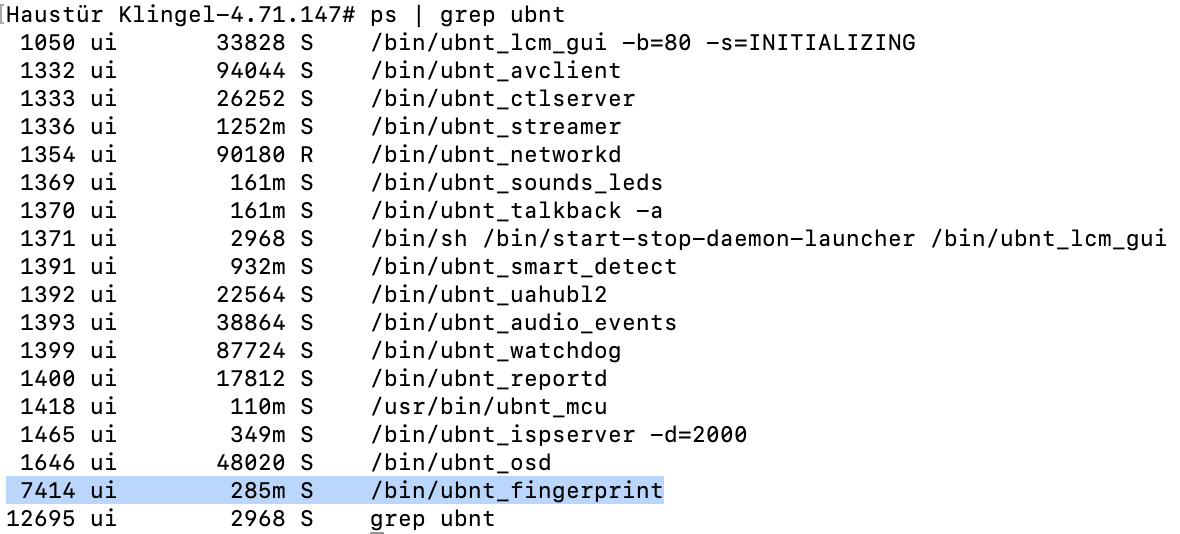 [Haustür Klingel-4.71.147# ps | grep ubnt
1050 ui 33828 S /bin/ubnt_lcm_gui -b=80 -s=INITIALIZING
1332 ui 94044 S /bin/ubnt_avclient
1333 ui 26252 S /bin/ubnt_ctlserver
1336 ui 1252m S /bin/ubnt_streamer
1354 ui 90180 R /bin/ubnt_networkd
1369 ui 161m S /bin/ubnt_sounds_leds
1370 ui 161m S /bin/ubnt_talkback -a
1371 ui 2968 S /bin/sh /bin/start-stop-daemon-launcher /bin/ubnt_lcm_gui
1391 ui 932m S /bin/ubnt_smart_detect
1392 ui 22564 S /bin/ubnt_uahubl2
1393 ui 38864 S /bin/ubnt_audio_events
1399 ui 87724 S /bin/ubnt_watchdog
1400 ui 17812 S /bin/ubnt_reportd
1418 ui 110m S /usr/bin/ubnt_mcu
1465 ui 349m S /bin/ubnt_ispserver -d=2000
1646 ui 48020 S /bin/ubnt_osd
7414 ui 285m S /bin/ubnt_fingerprint
12695 ui 2968 S grep ubnt